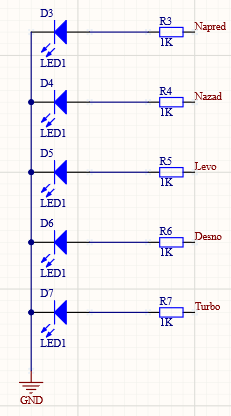 D3 R3 Napred
LED1 1K
D4 R4 Nazad
LED1 1K
D5 R5 Levo
LED1 1K
D6 R6 Desno
LED1 1K
D7 R7 Turbo
LED1 1K
GND